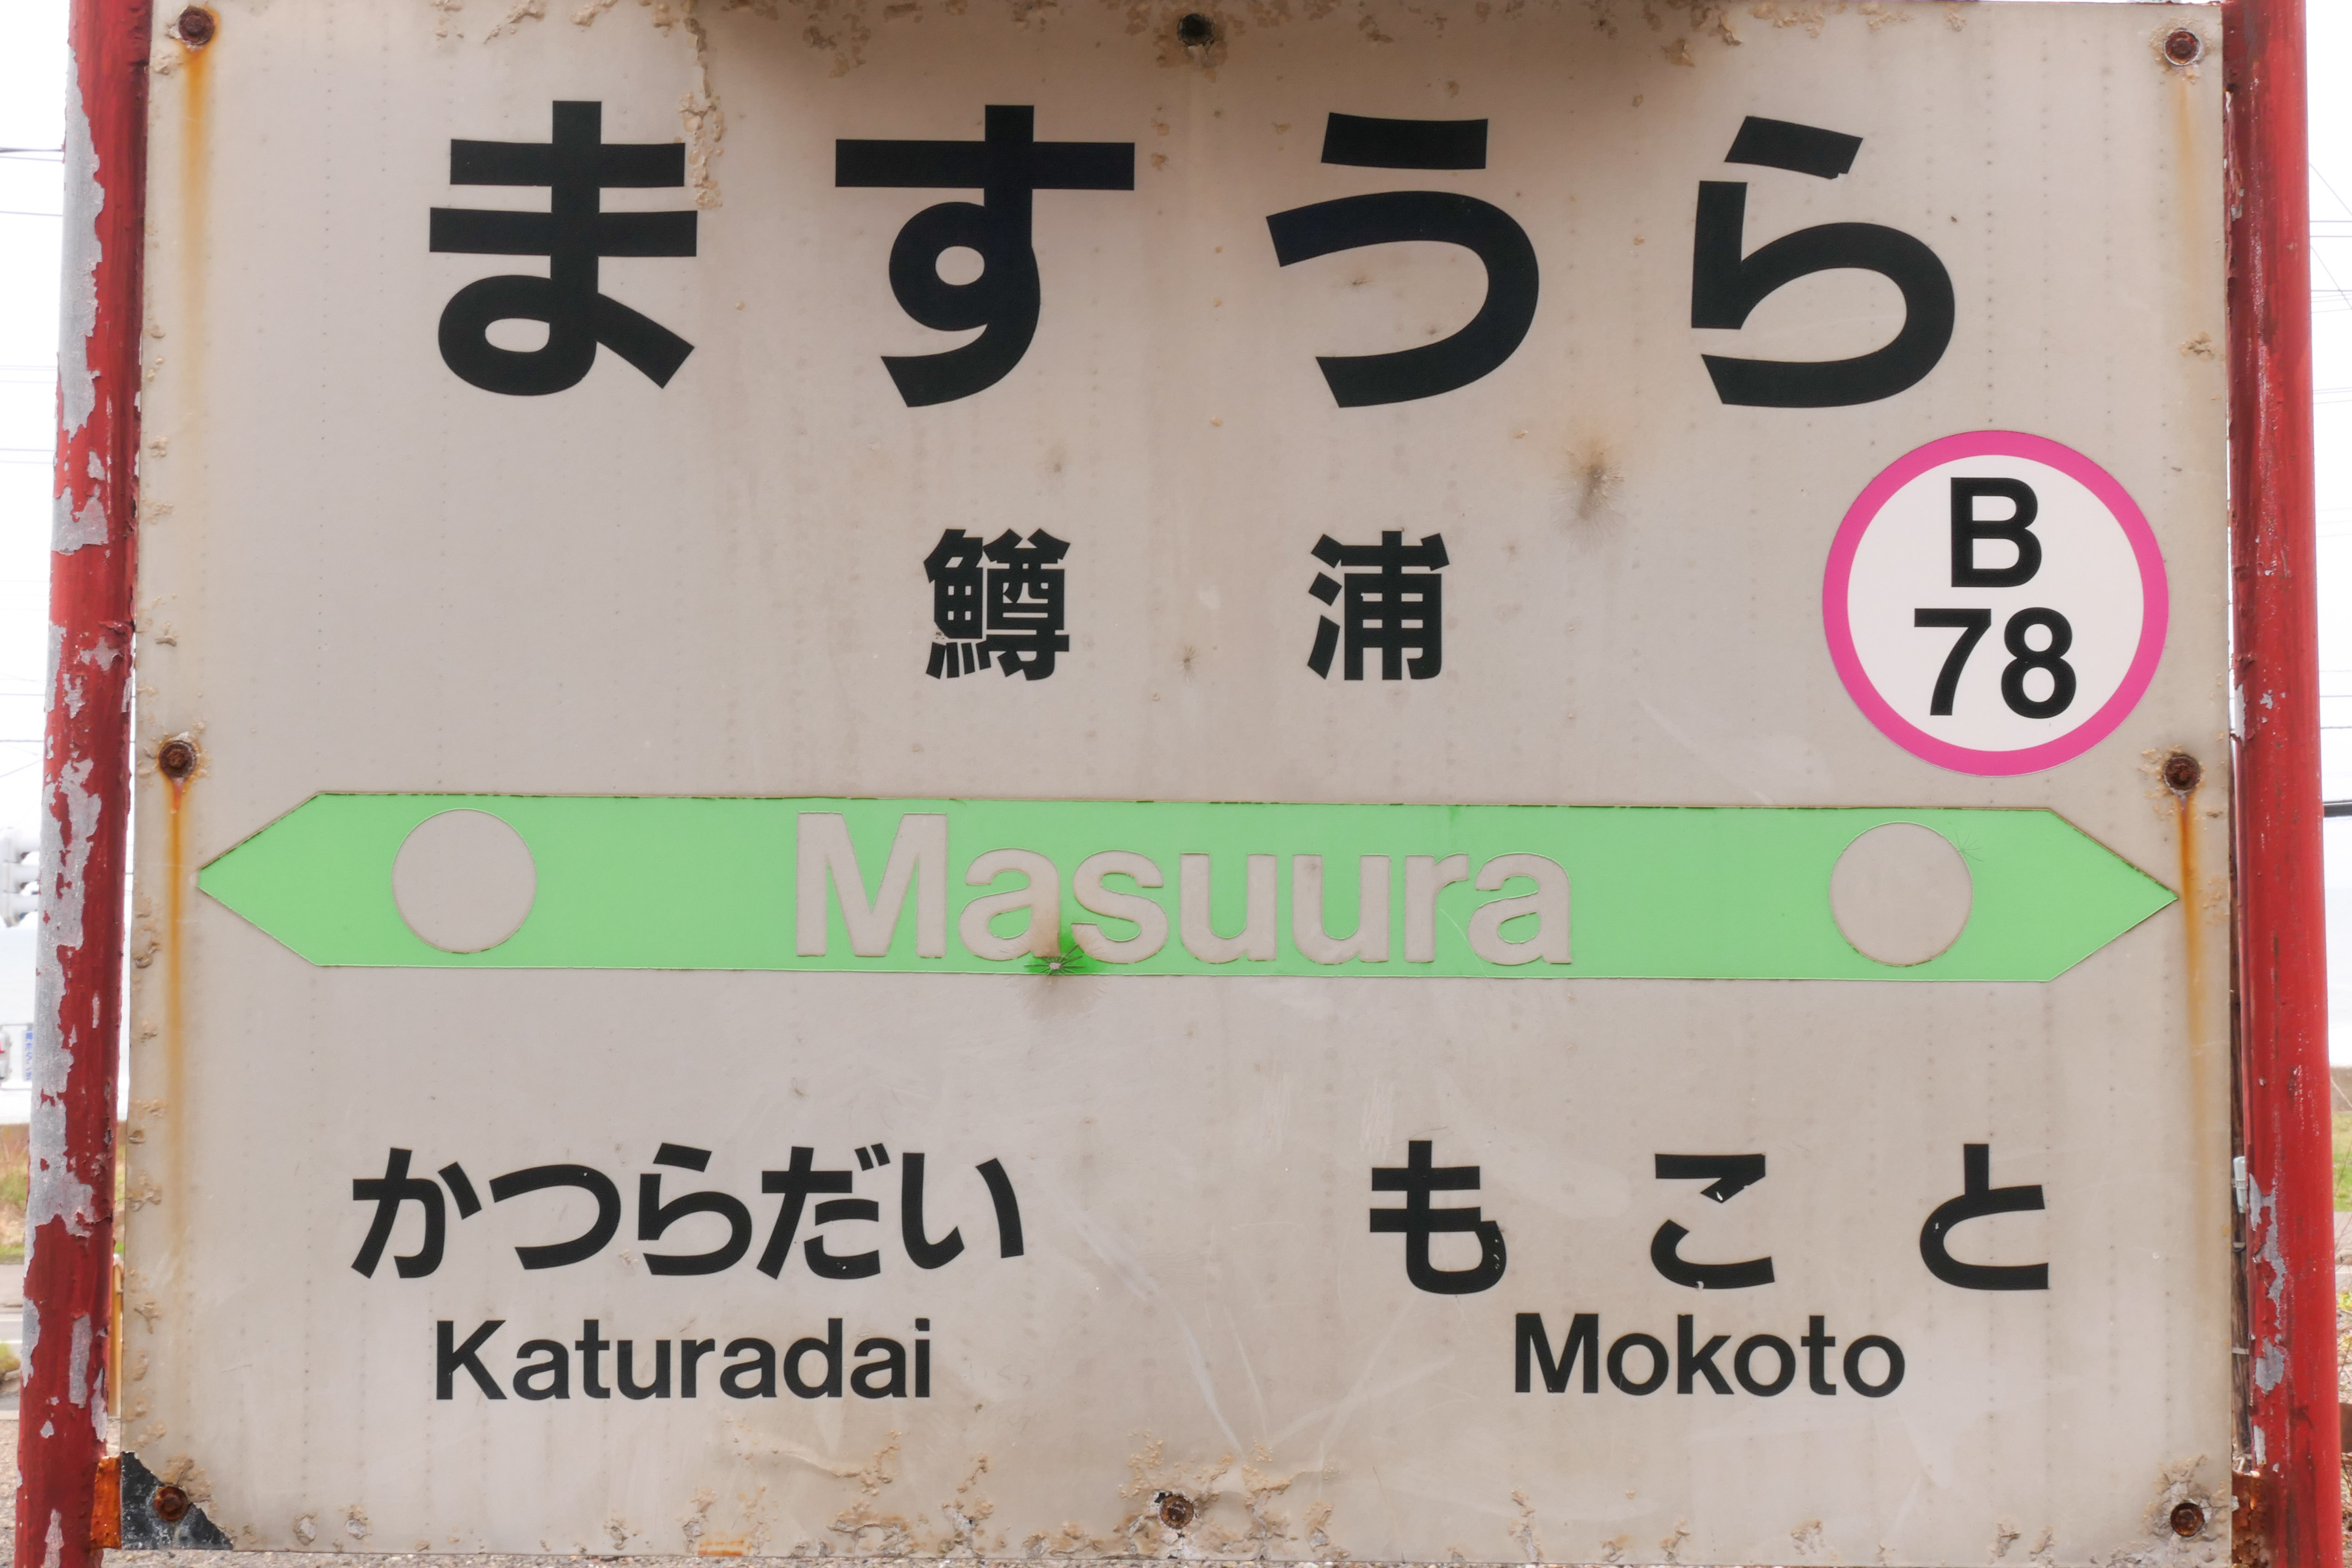 ますうら
鱒浦
B
78
Masuura
かつらだい もこと
Katuradai Mokoto